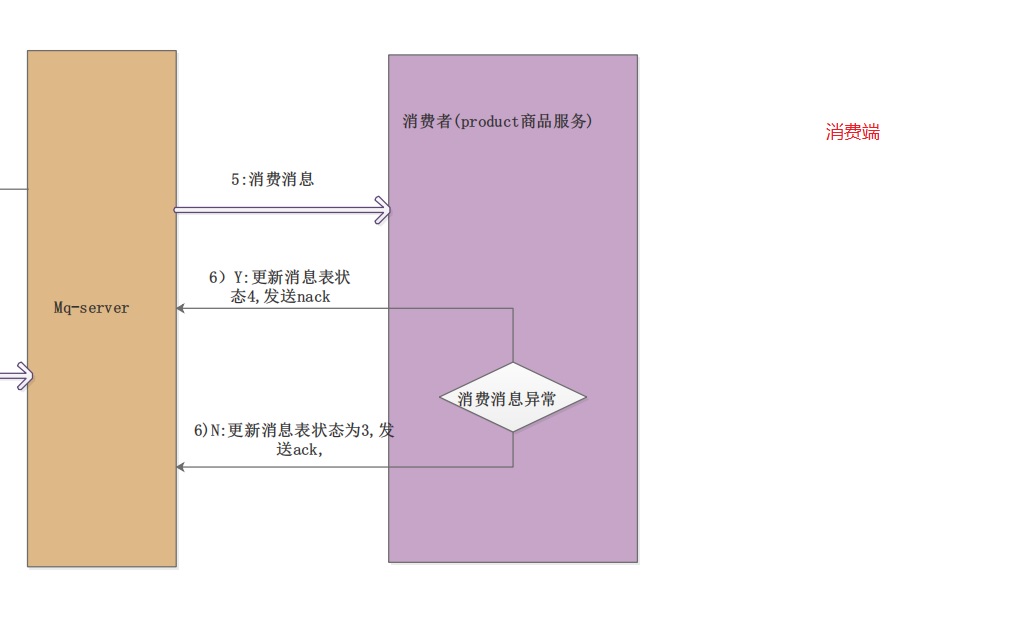 消费者(product商品服务)
消费端
5:消费消息
6）Y:更新消息表状
态4,发送nack
Mq-server
消费消息异常
6)N:更新消息表状态为3,发
送ack,